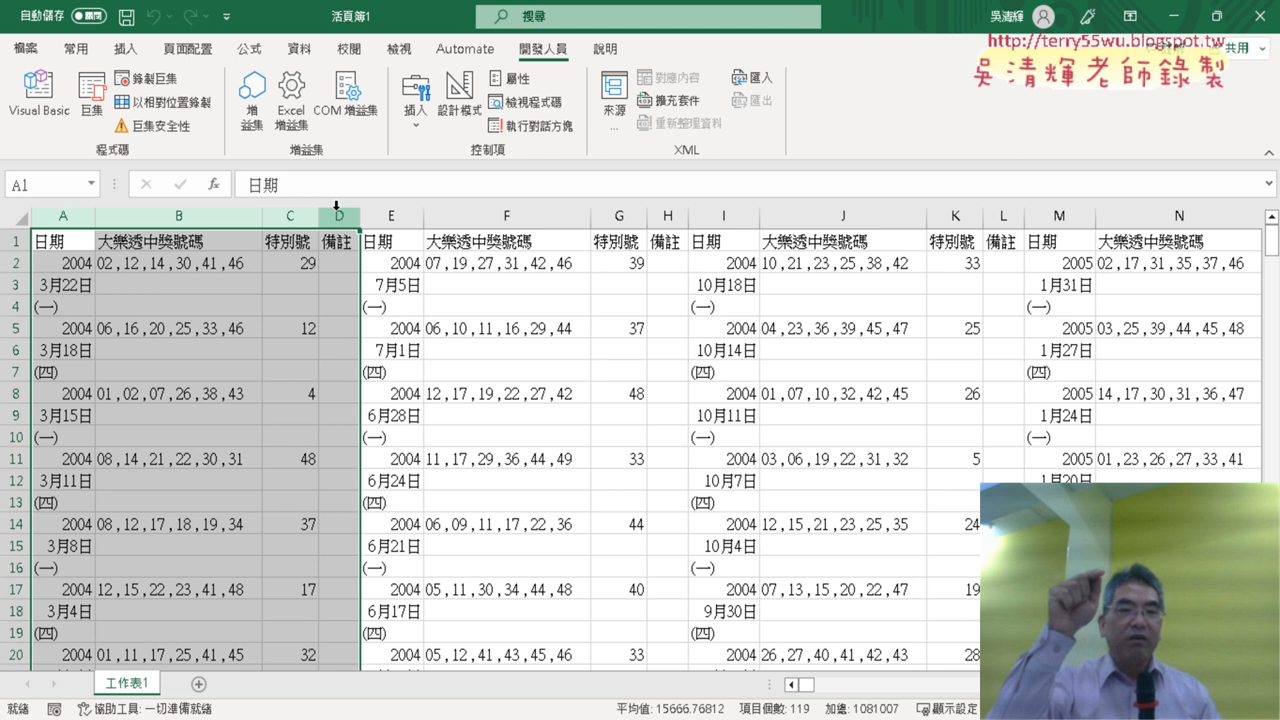 自動儲存 活頁簿1 搜尋 吳清輝
檔案 常用 插入 頁面配置 公式 資料 校閱 檢視 Automate 開發人員 說明 共用
http://terry55wu.blogspot.tw
吳清輝老師錄製
Visual Basic 巨集 錄製巨集 以相對位置錄製 巨集安全性
增益集 Excel 增益集 COM 增益集
插入 設計模式 屬性 檢視程式碼 執行對話方塊
來源... 對應內容 擴充套件 重新整理資料 匯入 匯出
程式碼 增益集 控制項 XML
A1 fx 日期
A B C D E F G H I J K L M N
1 日期 大樂透中獎號碼 特別號 備註 日期 大樂透中獎號碼 特別號 備註 日期 大樂透中獎號碼 特別號 備註 日期 大樂透中獎號碼
2 2004 02,12,14,30,41,46 29 2004 07,19,27,31,42,46 39 2004 10,21,23,25,38,42 33 2005 02,17,31,35,37,46
3 3月22日 7月5日 10月18日 1月31日
4 (一) (一) (一) (一)
5 2004 06,16,20,25,33,46 12 2004 06,10,11,16,29,44 37 2004 04,23,36,39,45,47 25 2005 03,25,39,44,45,48
6 3月18日 7月1日 10月14日 1月27日
7 (四) (四) (四) (四)
8 2004 01,02,07,26,38,43 4 2004 12,17,19,22,27,42 48 2004 01,07,10,32,42,45 26 2005 14,17,30,31,36,47
9 3月15日 6月28日 10月11日 1月24日
10 (一) (一) (一) (一)
11 2004 08,14,21,22,30,31 48 2004 11,17,29,36,44,49 33 2004 03,06,19,22,31,32 5 2005 01,23,26,27,33,41
12 3月11日 6月24日 10月7日 1月20日
13 (四) (四) (四)
14 2004 08,12,17,18,19,34 37 2004 06,09,11,17,22,36 44 2004 12,15,21,23,25,35 24
15 3月8日 6月21日 10月4日
16 (一) (一) (一)
17 2004 12,15,22,23,41,48 17 2004 05,11,30,34,44,48 40 2004 07,13,15,20,22,47 19
18 3月4日 6月17日 9月30日
19 (四) (四) (四)
20 2004 01,11,17,25,41,45 32 2004 05,12,41,43,45,46 33 2004 26,27,40,41,42,43 28
工作表1
就緒 協助工具: 一切準備就緒 平均值: 15666.76812 項目個數: 119 加總: 1081007 顯示設定